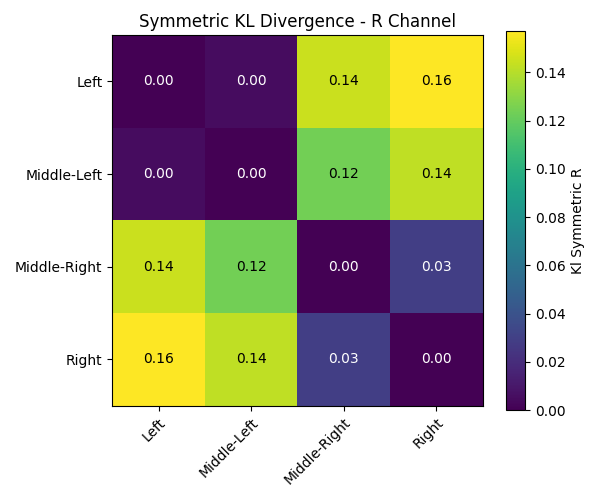 Symmetric KL Divergence - R Channel
Left
0.00 0.00 0.14 0.16
Middle-Left
0.00 0.00 0.12 0.14
Middle-Right
0.14 0.12 0.00 0.03
Right
0.16 0.14 0.03 0.00
Left
Middle-Left
Middle-Right
Right
0.14
0.12
0.10
0.08
0.06
0.04
0.02
0.00
Kl Symmetric R